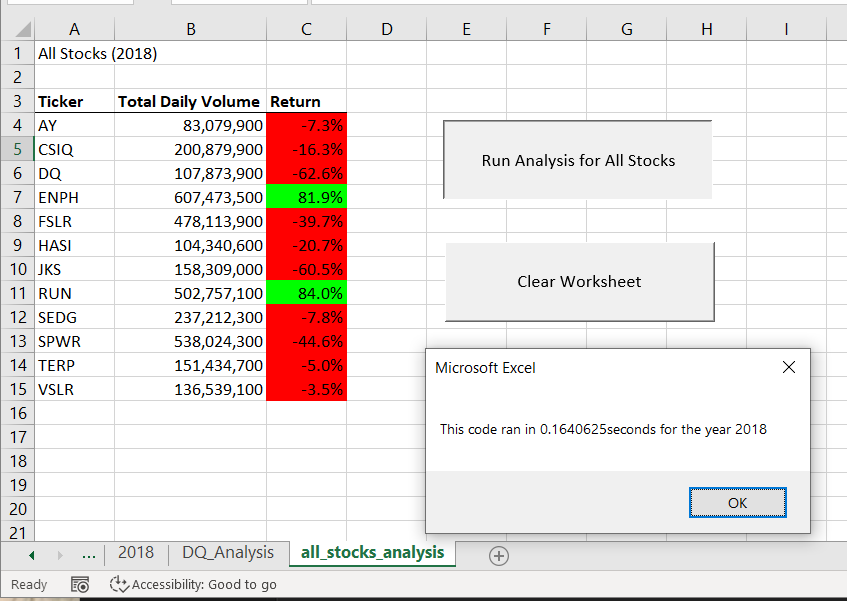 A B C D E F G H I
1 All Stocks (2018)
2
3 Ticker Total Daily Volume Return
4 AY 83,079,900 -7.3%
5 CSIQ 200,879,900 -16.3%
6 DQ 107,873,900 -62.6%
7 ENPH 607,473,500 81.9%
8 FSLR 478,113,900 -39.7%
9 HASI 104,340,600 -20.7%
10 JKS 158,309,000 -60.5%
11 RUN 502,757,100 84.0%
12 SEDG 237,212,300 -7.8%
13 SPWR 538,024,300 -44.6%
14 TERP 151,434,700 -5.0%
15 VSLR 136,539,100 -3.5%
16
17
18
19
20
21
Run Analysis for All Stocks
Clear Worksheet
Microsoft Excel
This code ran in 0.1640625seconds for the year 2018
OK
... 2018 DQ_Analysis all_stocks_analysis
Ready Accessibility: Good to go